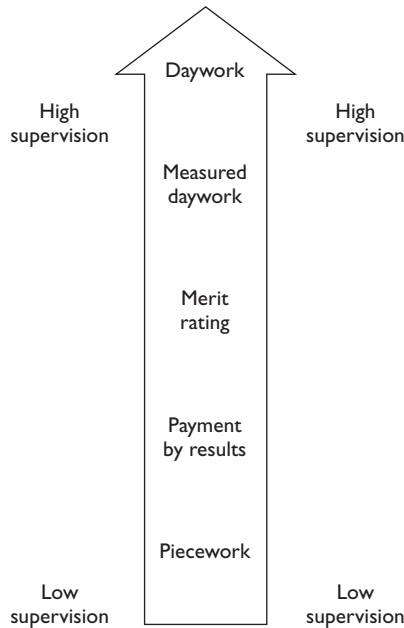 Daywork
High
supervision
High
supervision
Measured
daywork
Merit
rating
Payment
by results
Piecework
Low
supervision
Low
supervision